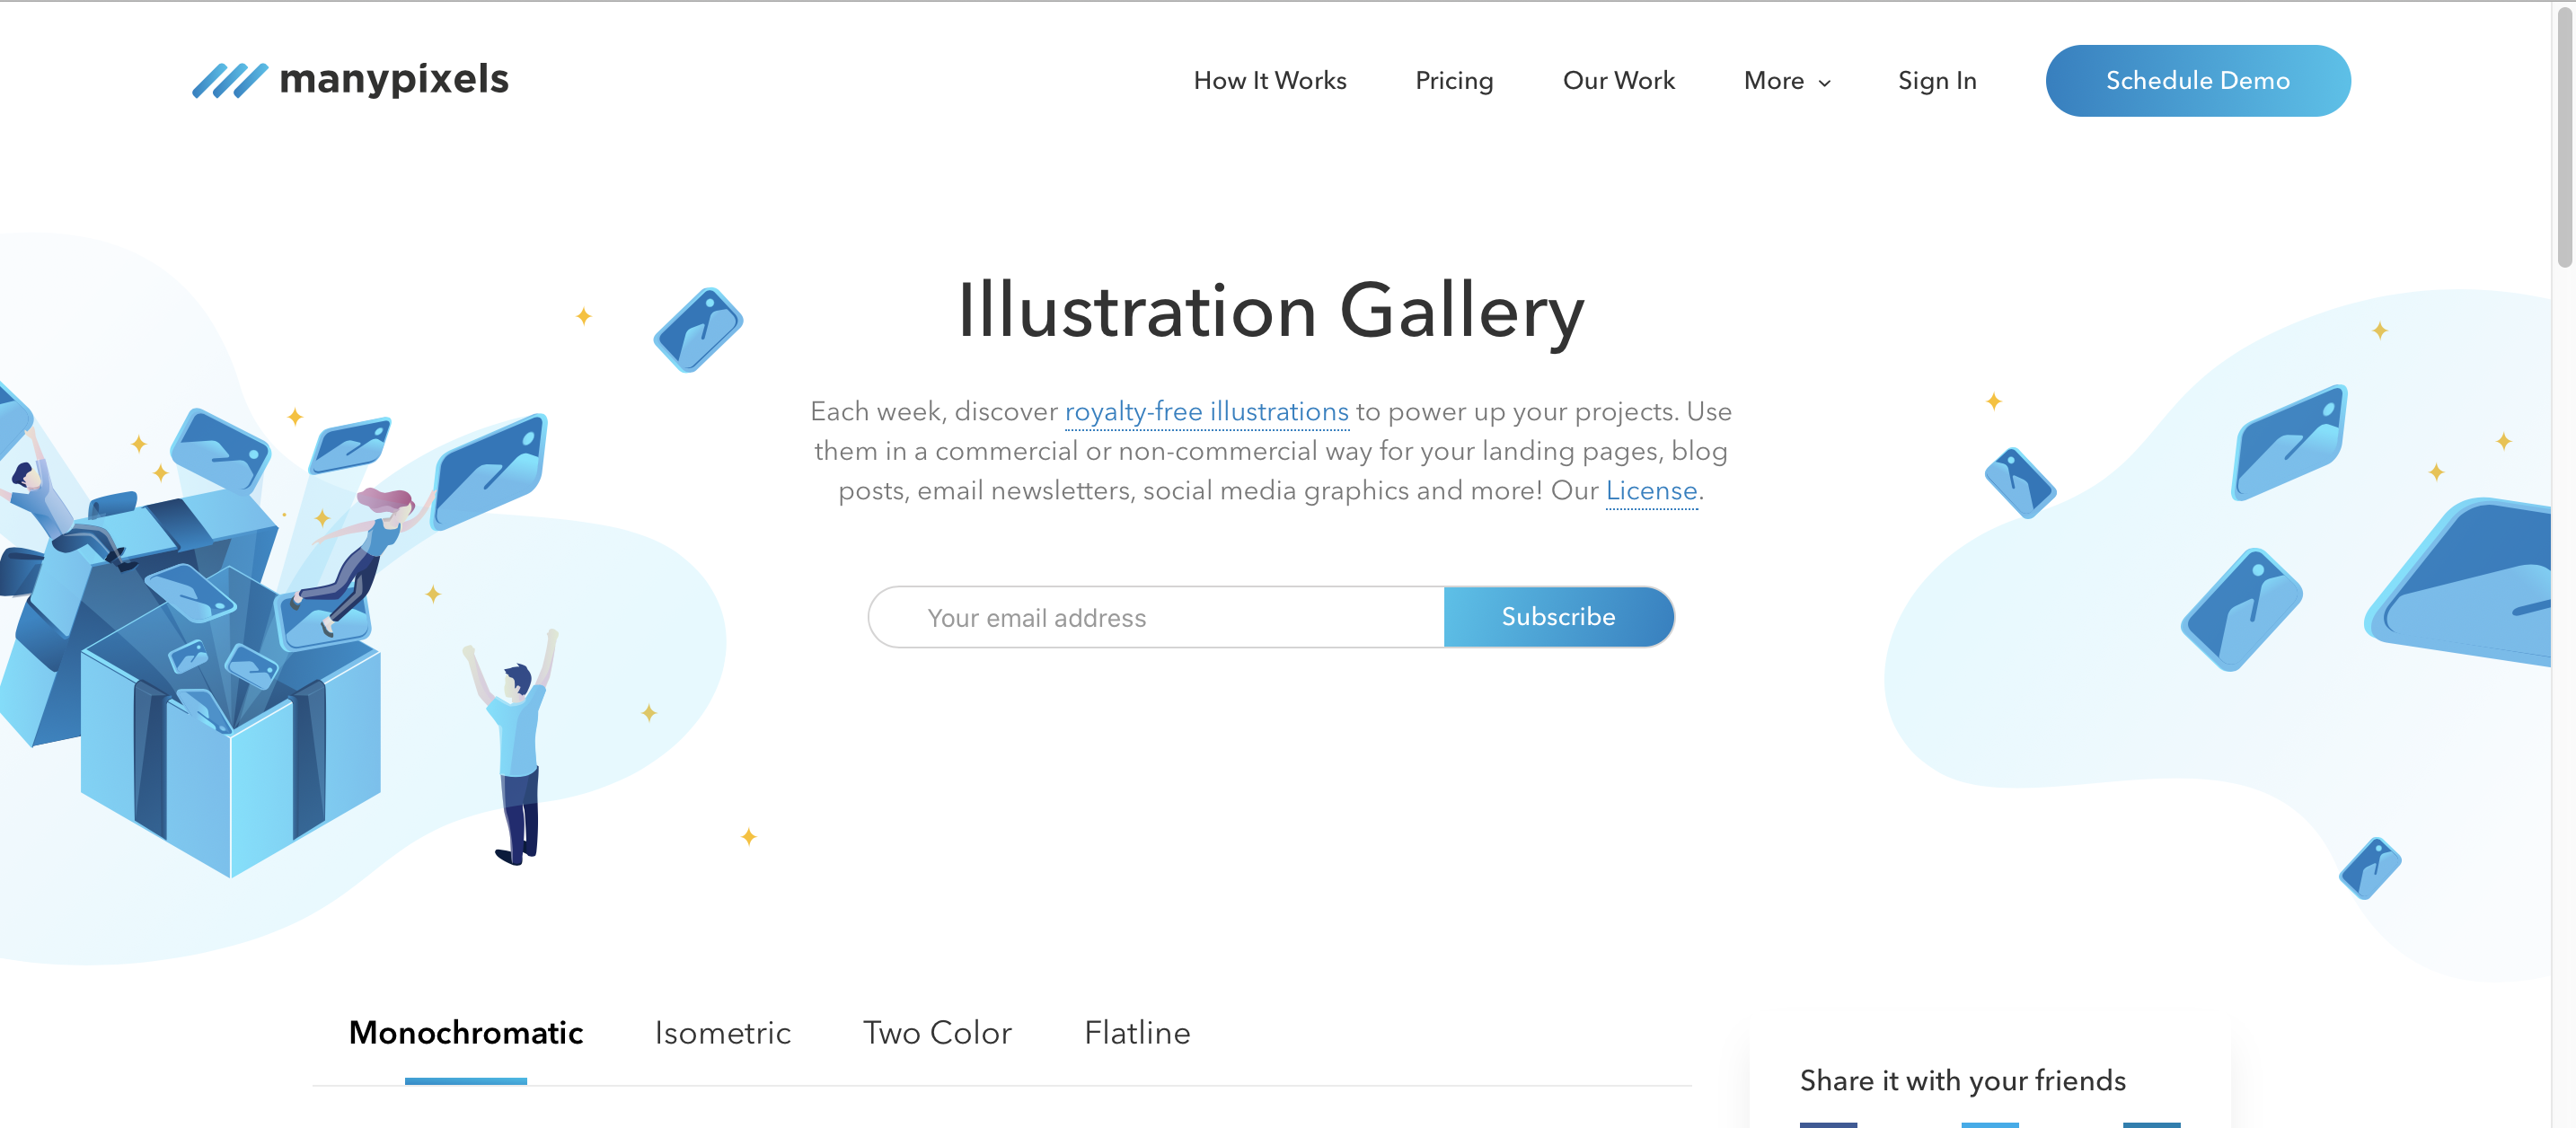 manypixels
How It Works
Pricing
Our Work
More
Sign In
Schedule Demo
Illustration Gallery
Each week, discover royalty-free illustrations to power up your projects. Use
them in a commercial or non-commercial way for your landing pages, blog
posts, email newsletters, social media graphics and more! Our License.
Your email address
Subscribe
Monochromatic
Isometric
Two Color
Flatline
Share it with your friends